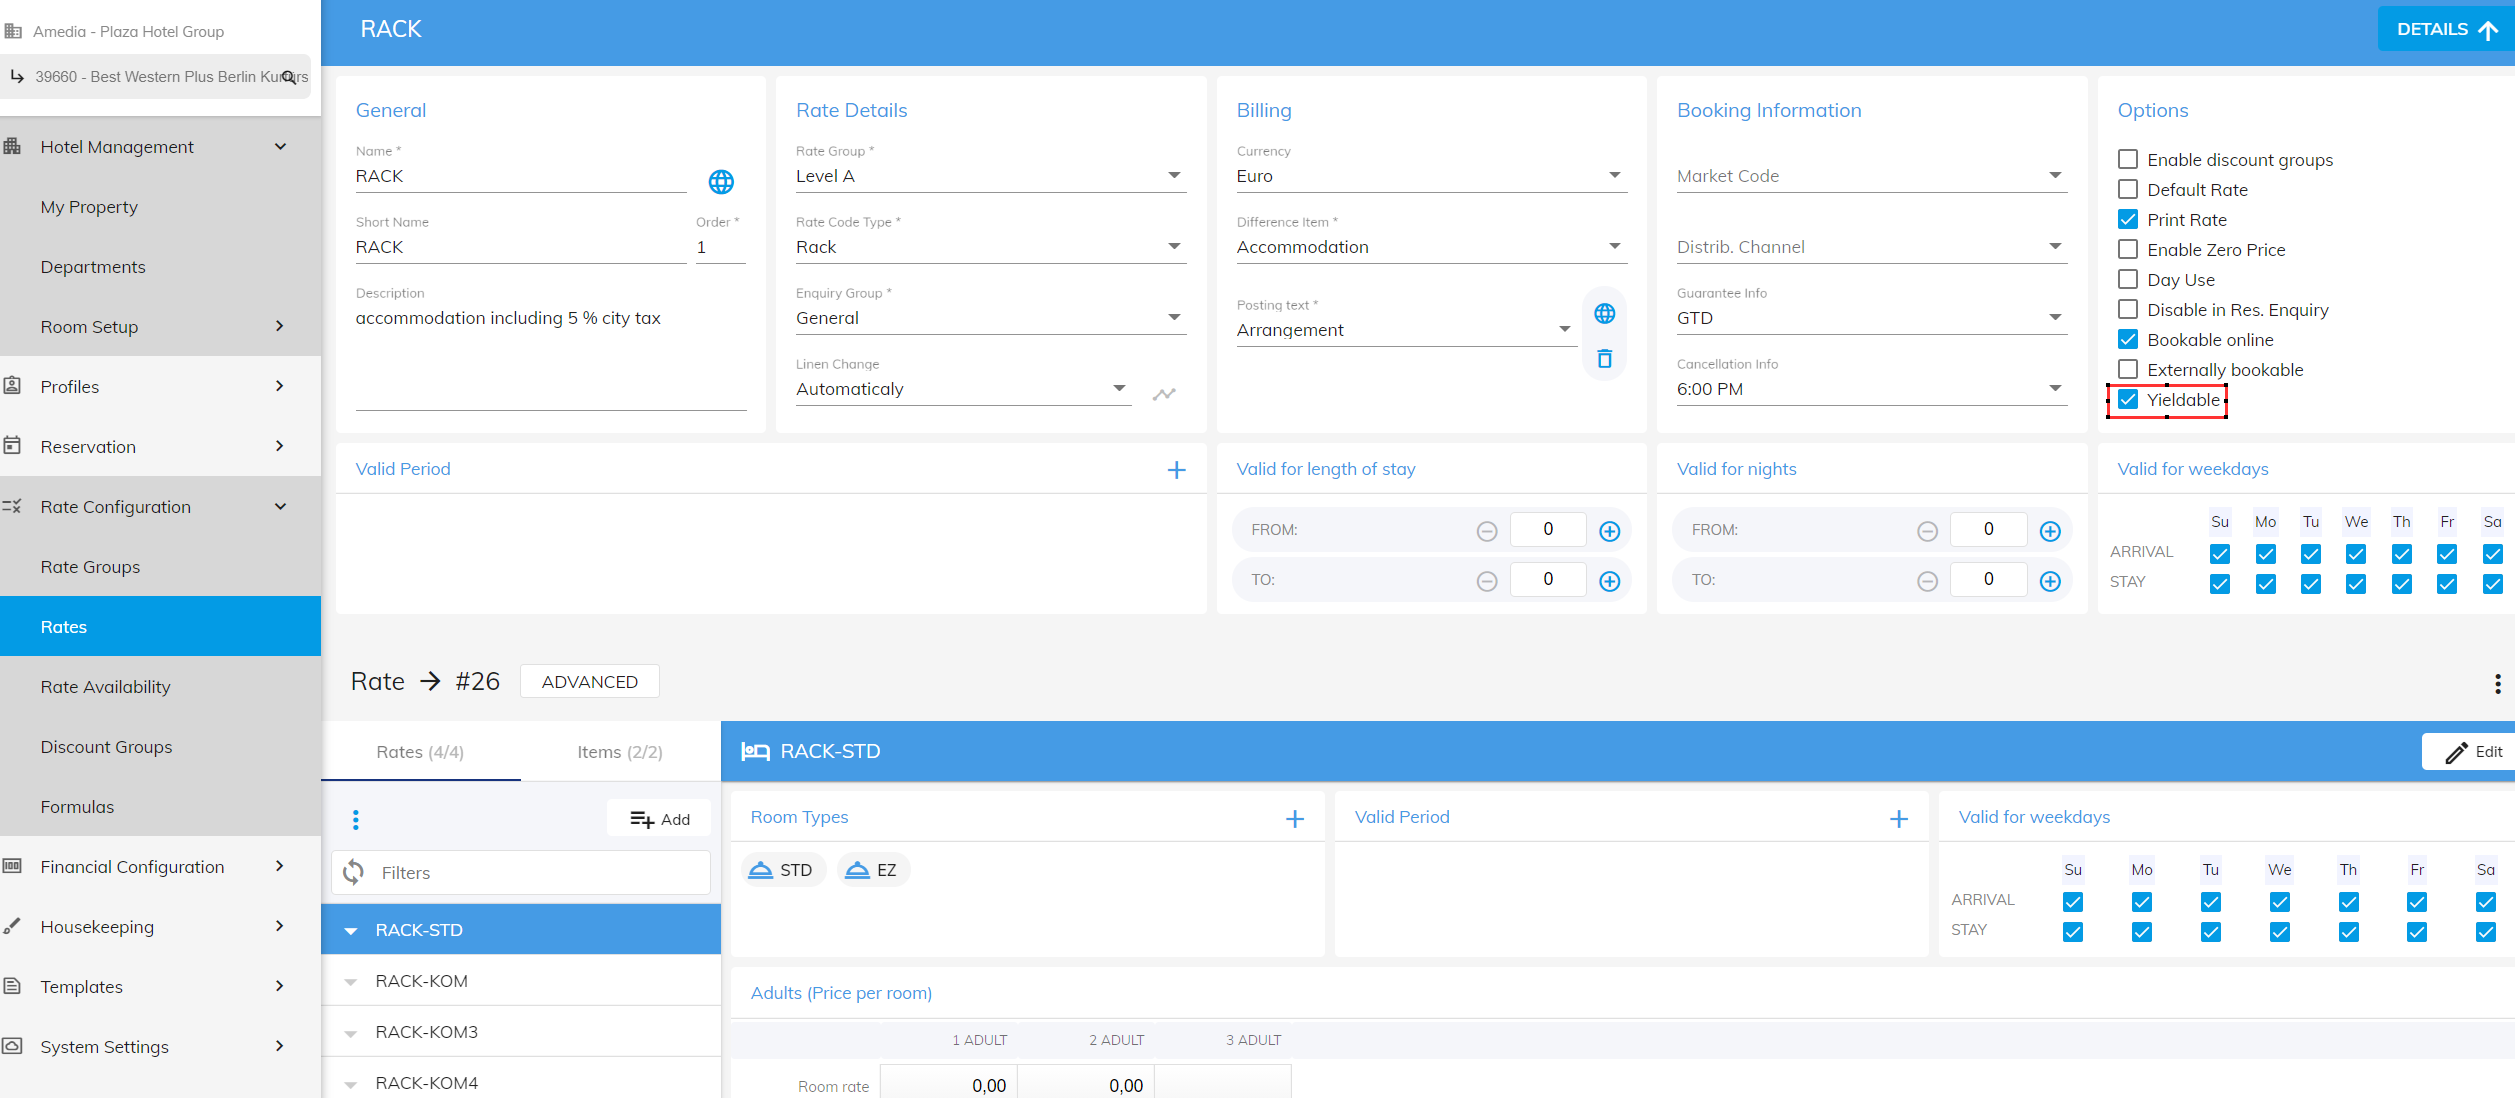 Amedia - Plaza Hotel Group
39660 - Best Western Plus Berlin
Hotel Management
My Property
Departments
Room Setup
Profiles
Reservation
Rate Configuration
Rate Groups
Rates
Rate Availability
Discount Groups
Formulas
Financial Configuration
Housekeeping
Templates
System Settings
RACK
DETAILS
General
Name *
RACK
Short Name
RACK
Order *
1
Description
accommodation including 5 % city tax
Rate Details
Rate Group *
Level A
Rate Code Type *
Rack
Enquiry Group *
General
Linen Change
Automaticaly
Billing
Currency
Euro
Difference Item *
Accommodation
Posting text *
Arrangement
Booking Information
Market Code
Distrib. Channel
Guarantee Info
GTD
Cancellation Info
6:00 PM
Options
Enable discount groups
Default Rate
Print Rate
Enable Zero Price
Day Use
Disable in Res. Enquiry
Bookable online
Externally bookable
Yieldable
Valid Period
Valid for length of stay
FROM: 0
TO: 0
Valid for nights
FROM: 0
TO: 0
Valid for weekdays
Su Mo Tu We Th Fr Sa
ARRIVAL
STAY
Rate → #26
ADVANCED
Rates (4/4)
Items (2/2)
Add
Filters
RACK-STD
RACK-KOM
RACK-KOM3
RACK-KOM4
RACK-STD
Edit
Room Types
STD
EZ
Valid Period
Valid for weekdays
Su Mo Tu We Th Fr Sa
ARRIVAL
STAY
Adults (Price per room)
1 ADULT 2 ADULT 3 ADULT
Room rate 0,00 0,00